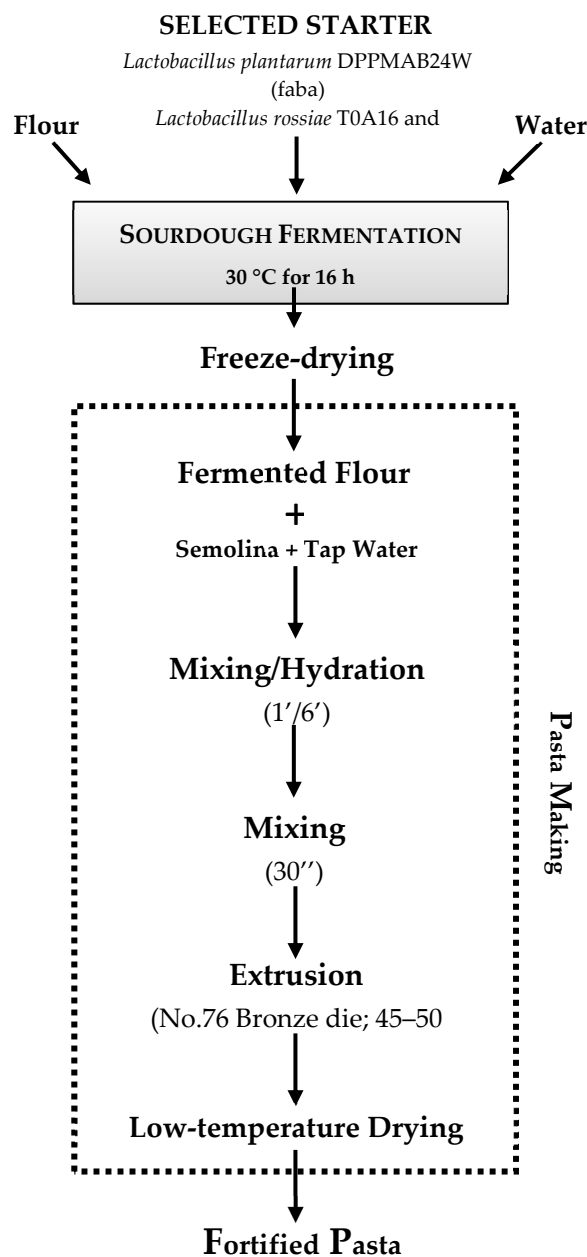 SELECTED STARTER
Lactobacillus plantarum DPPMAB24W
(faba)
Lactobacillus rossiae T0A16 and
Flour
Water
SOURDOUGH FERMENTATION
30 °C for 16 h
Freeze-drying
Fermented Flour
+
Semolina + Tap Water
Mixing/Hydration
(1′/6′)
Mixing
(30′′)
Extrusion
(No.76 Bronze die; 45–50
Low-temperature Drying
Pasta Making
Fortified Pasta